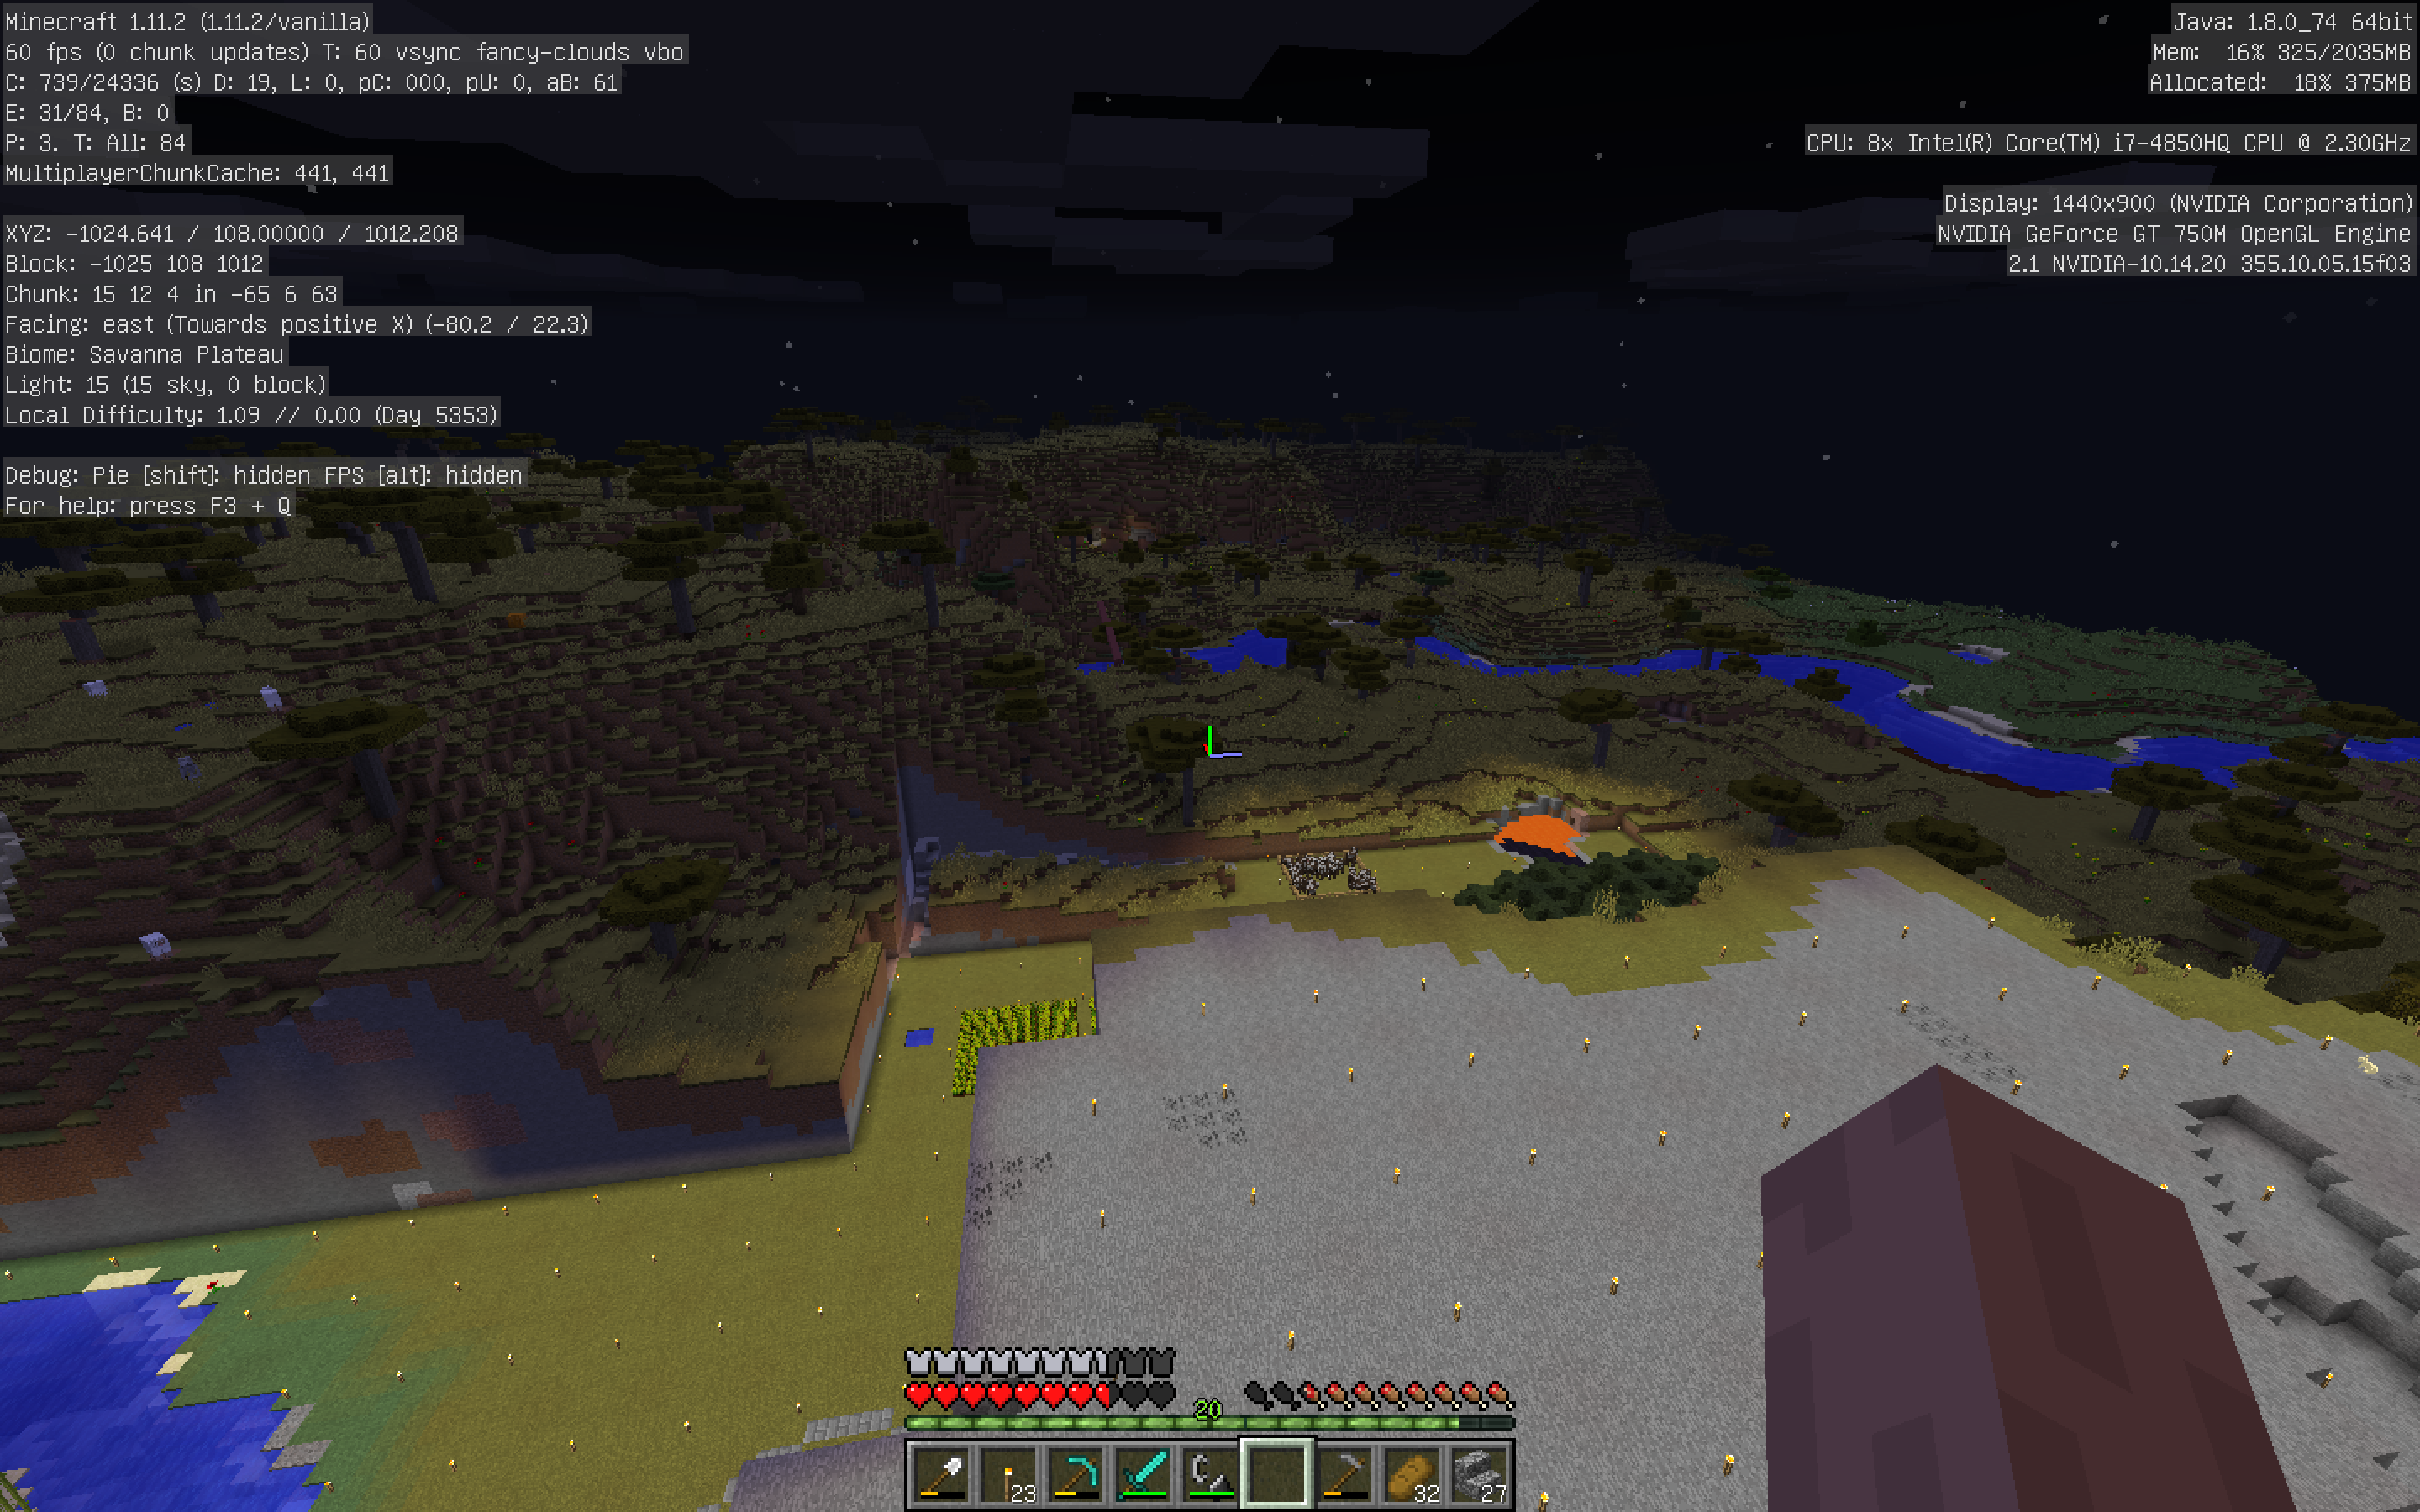 Minecraft 1.11.2 (1.11.2/vanilla)
60 fps (0 chunk updates) T: 60 vsync fancy-clouds vbo
C: 739/24336 (s) D: 19, L: 0, pC: 000, pU: 0, aB: 61
E: 31/84, B: 0
P: 3. T: All: 84
MultiplayerChunkCache: 441, 441
XYZ: -1024.641 / 108.00000 / 1012.208
Block: -1025 108 1012
Chunk: 15 12 4 in -65 6 63
Facing: east (Towards positive X) (-80.2 / 22.3)
Biome: Savanna Plateau
Light: 15 (15 sky, 0 block)
Local Difficulty: 1.09 // 0.00 (Day 5353)
Debug: Pie [shift]: hidden FPS [alt]: hidden
For help: press F3 + Q
Java: 1.8.0_74 64bit
Mem: 16% 325/2035MB
Allocated: 18% 375MB
CPU: 8x Intel(R) Core(TM) i7-4850HQ CPU @ 2.30GHz
Display: 1440x900 (NVIDIA Corporation)
NVIDIA GeForce GT 750M OpenGL Engine
2.1 NVIDIA-10.14.20 355.10.05.15f03
20
23 32 27